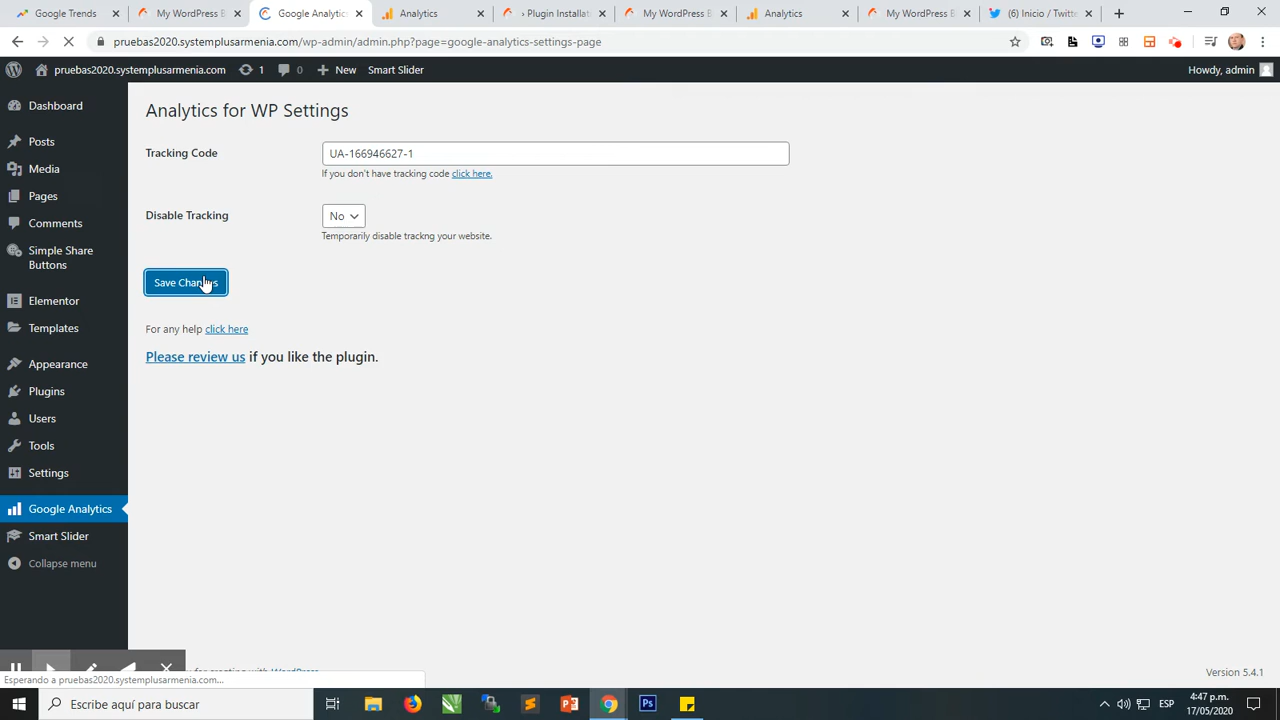 Google Trends
My WordPress B
Google Analytics
Analytics
› Plugin Installat
My WordPress B
Analytics
My WordPress B
(6) Inicio / Twitte
pruebas2020.systemplusarmenia.com/wp-admin/admin.php?page=google-analytics-settings-page
pruebas2020.systemplusarmenia.com 1 0 New Smart Slider Howdy, admin
Dashboard
Posts
Media
Pages
Comments
Simple Share
Buttons
Elementor
Templates
Appearance
Plugins
Users
Tools
Settings
Google Analytics
Smart Slider
Collapse menu
Analytics for WP Settings
Tracking Code UA-166946627-1
If you don't have tracking code click here.
Disable Tracking No
Temporarily disable trackng your website.
Save Changes
For any help click here
Please review us if you like the plugin.
for creating with WordPress
Version 5.4.1
Esperando a pruebas2020.systemplusarmenia.com...
Escribe aquí para buscar
ESP
4:47 p.m.
17/05/2020